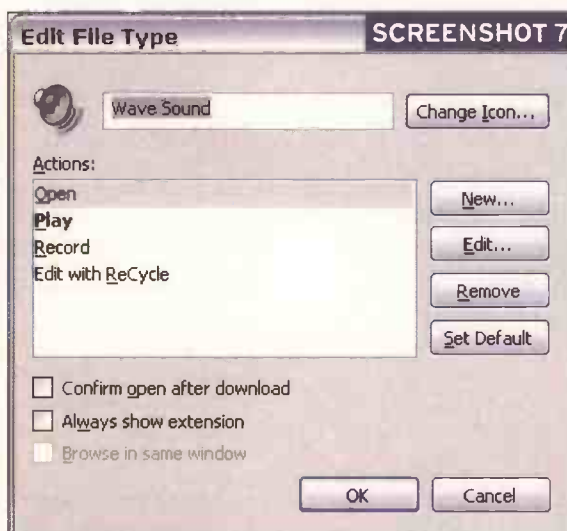 Edit File Type
SCREENSHOT 7
Wave Sound
Change Icon...
Actions:
Open
Play
Record
Edit with ReCycle
New...
Edit...
Remove
Set Default
Confirm open after download
Always show extension
Browse in same window
OK
Cancel